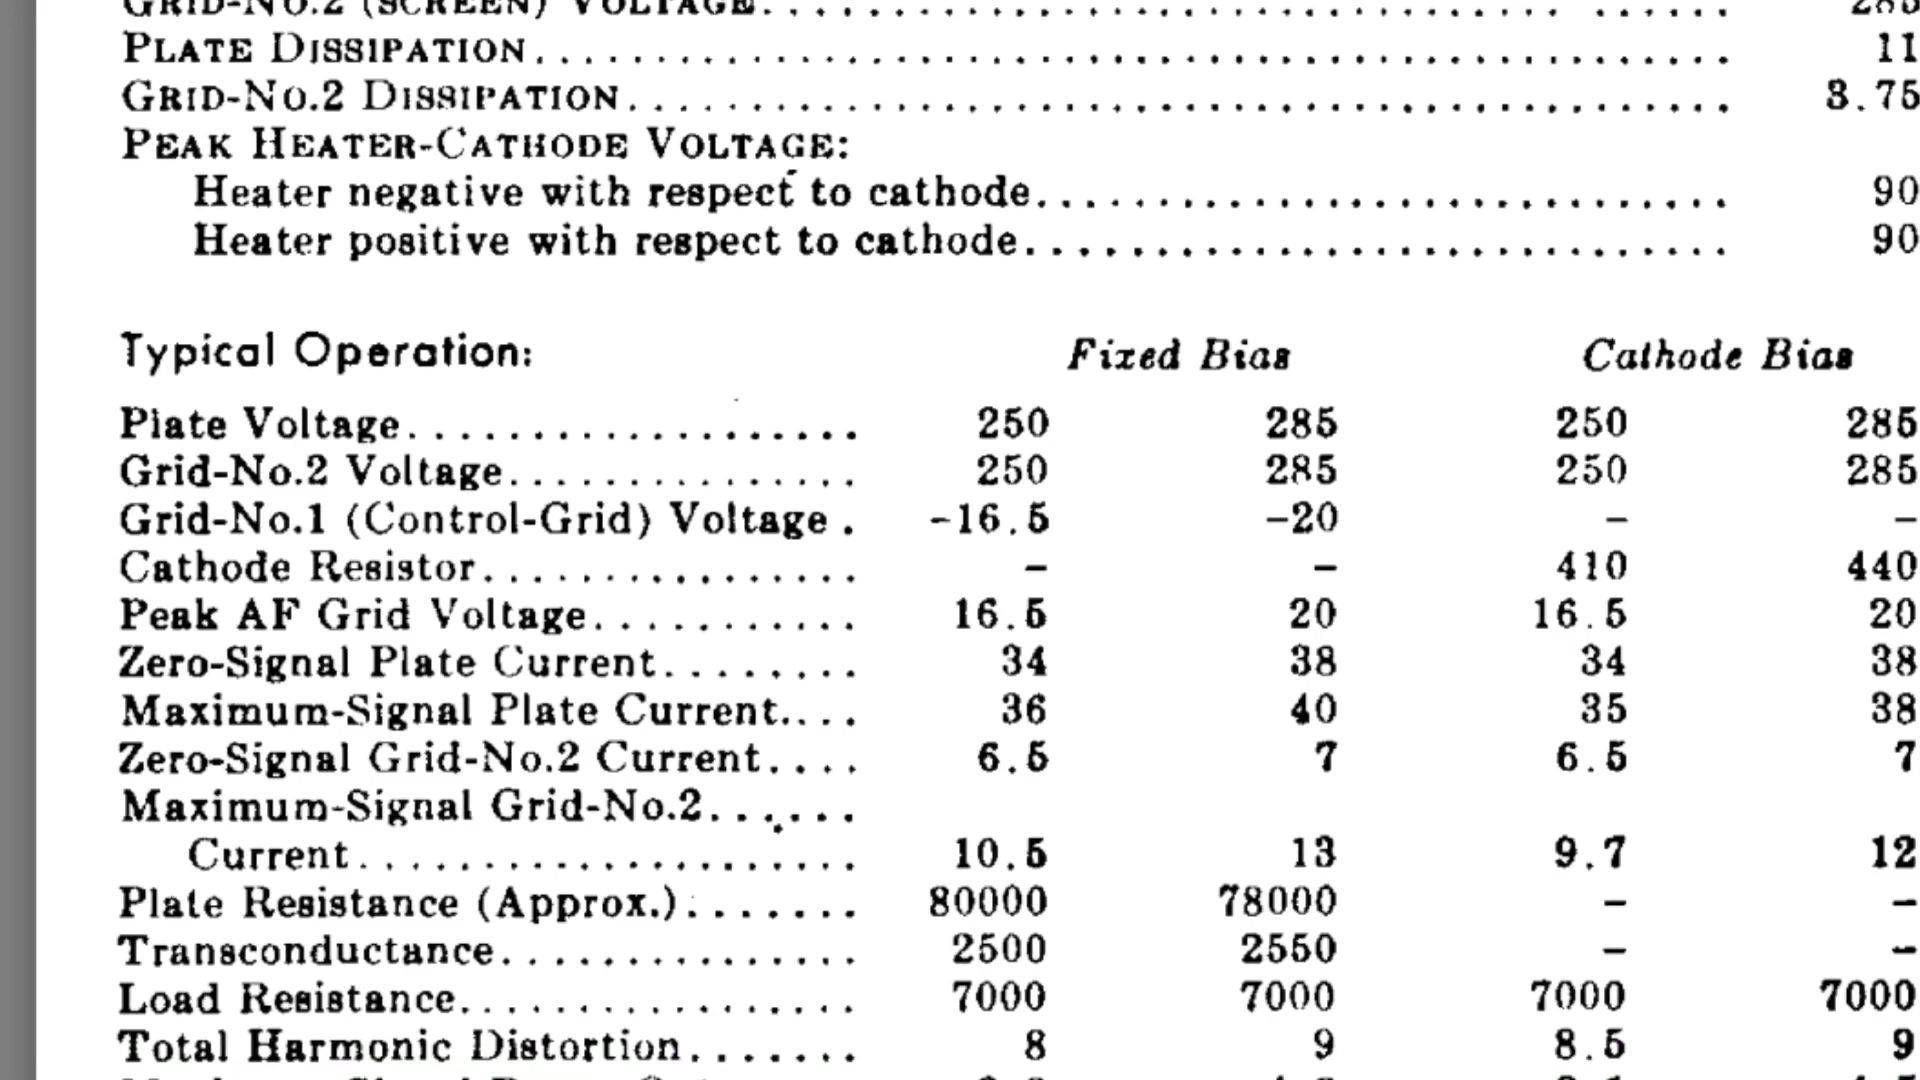 GRID-NO.2 (SCREEN) VOLTAGE. . . . . . . . . . . . . . . . . . . . . . . . . . . . . . . . . . . . 285
PLATE DISSIPATION. . . . . . . . . . . . . . . . . . . . . . . . . . . . . . . . . . . . . . . . . . . . 11
GRID-NO.2 DISSIPATION. . . . . . . . . . . . . . . . . . . . . . . . . . . . . . . . . . . . . . . . 3.75
PEAK HEATER-CATHODE VOLTAGE:
Heater negative with respect to cathode. . . . . . . . . . . . . . . . . . . . . . . . . . . 90
Heater positive with respect to cathode. . . . . . . . . . . . . . . . . . . . . . . . . . . 90
Typical Operation: Fixed Bias Cathode Bias
Plate Voltage. . . . . . . . . . . . . . . . . . 250 285 250 285
Grid-No.2 Voltage. . . . . . . . . . . . . . 250 285 250 285
Grid-No.1 (Control-Grid) Voltage . -16.5 -20 – –
Cathode Resistor. . . . . . . . . . . . . . . – – 410 440
Peak AF Grid Voltage. . . . . . . . . . . 16.5 20 16.5 20
Zero-Signal Plate Current. . . . . . . . 34 38 34 38
Maximum-Signal Plate Current. . . . 36 40 35 38
Zero-Signal Grid-No.2 Current. . . . 6.5 7 6.5 7
Maximum-Signal Grid-No.2. . . . . .
Current. . . . . . . . . . . . . . . . . . . . 10.5 13 9.7 12
Plate Resistance (Approx.). . . . . . . 80000 78000 – –
Transconductance. . . . . . . . . . . . . . 2500 2550 – –
Load Resistance. . . . . . . . . . . . . . . . 7000 7000 7000 7000
Total Harmonic Distortion. . . . . . . 8 9 8.5 9